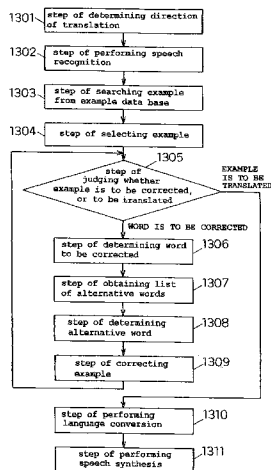 1301
step of determining direction
of translation
1302
step of performing speech
recognition
1303
step of searching example
from example data base
1304
step of selecting example
1305
step of
judging whether
example is to be corrected,
or to be translated
EXAMPLE
IS TO BE
TRANSLATED
WORD IS TO BE CORRECTED
1306
step of determining word
to be corrected
1307
step of obtaining list
of alternative words
1308
step of determining
alternative word
1309
step of correcting
example
1310
step of performing
language conversion
1311
step of performing
speech synthesis